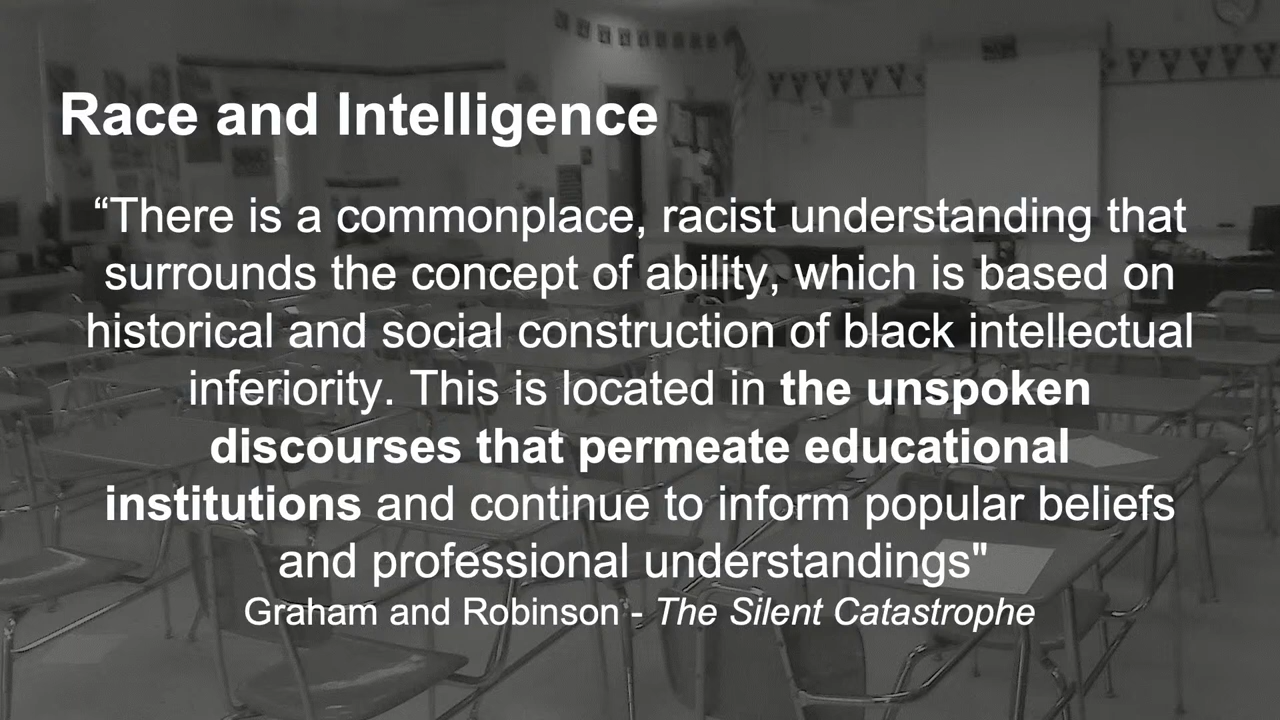 Race and Intelligence
“There is a commonplace, racist understanding that
surrounds the concept of ability, which is based on
historical and social construction of black intellectual
inferiority. This is located in the unspoken
discourses that permeate educational
institutions and continue to inform popular beliefs
and professional understandings"
Graham and Robinson - The Silent Catastrophe